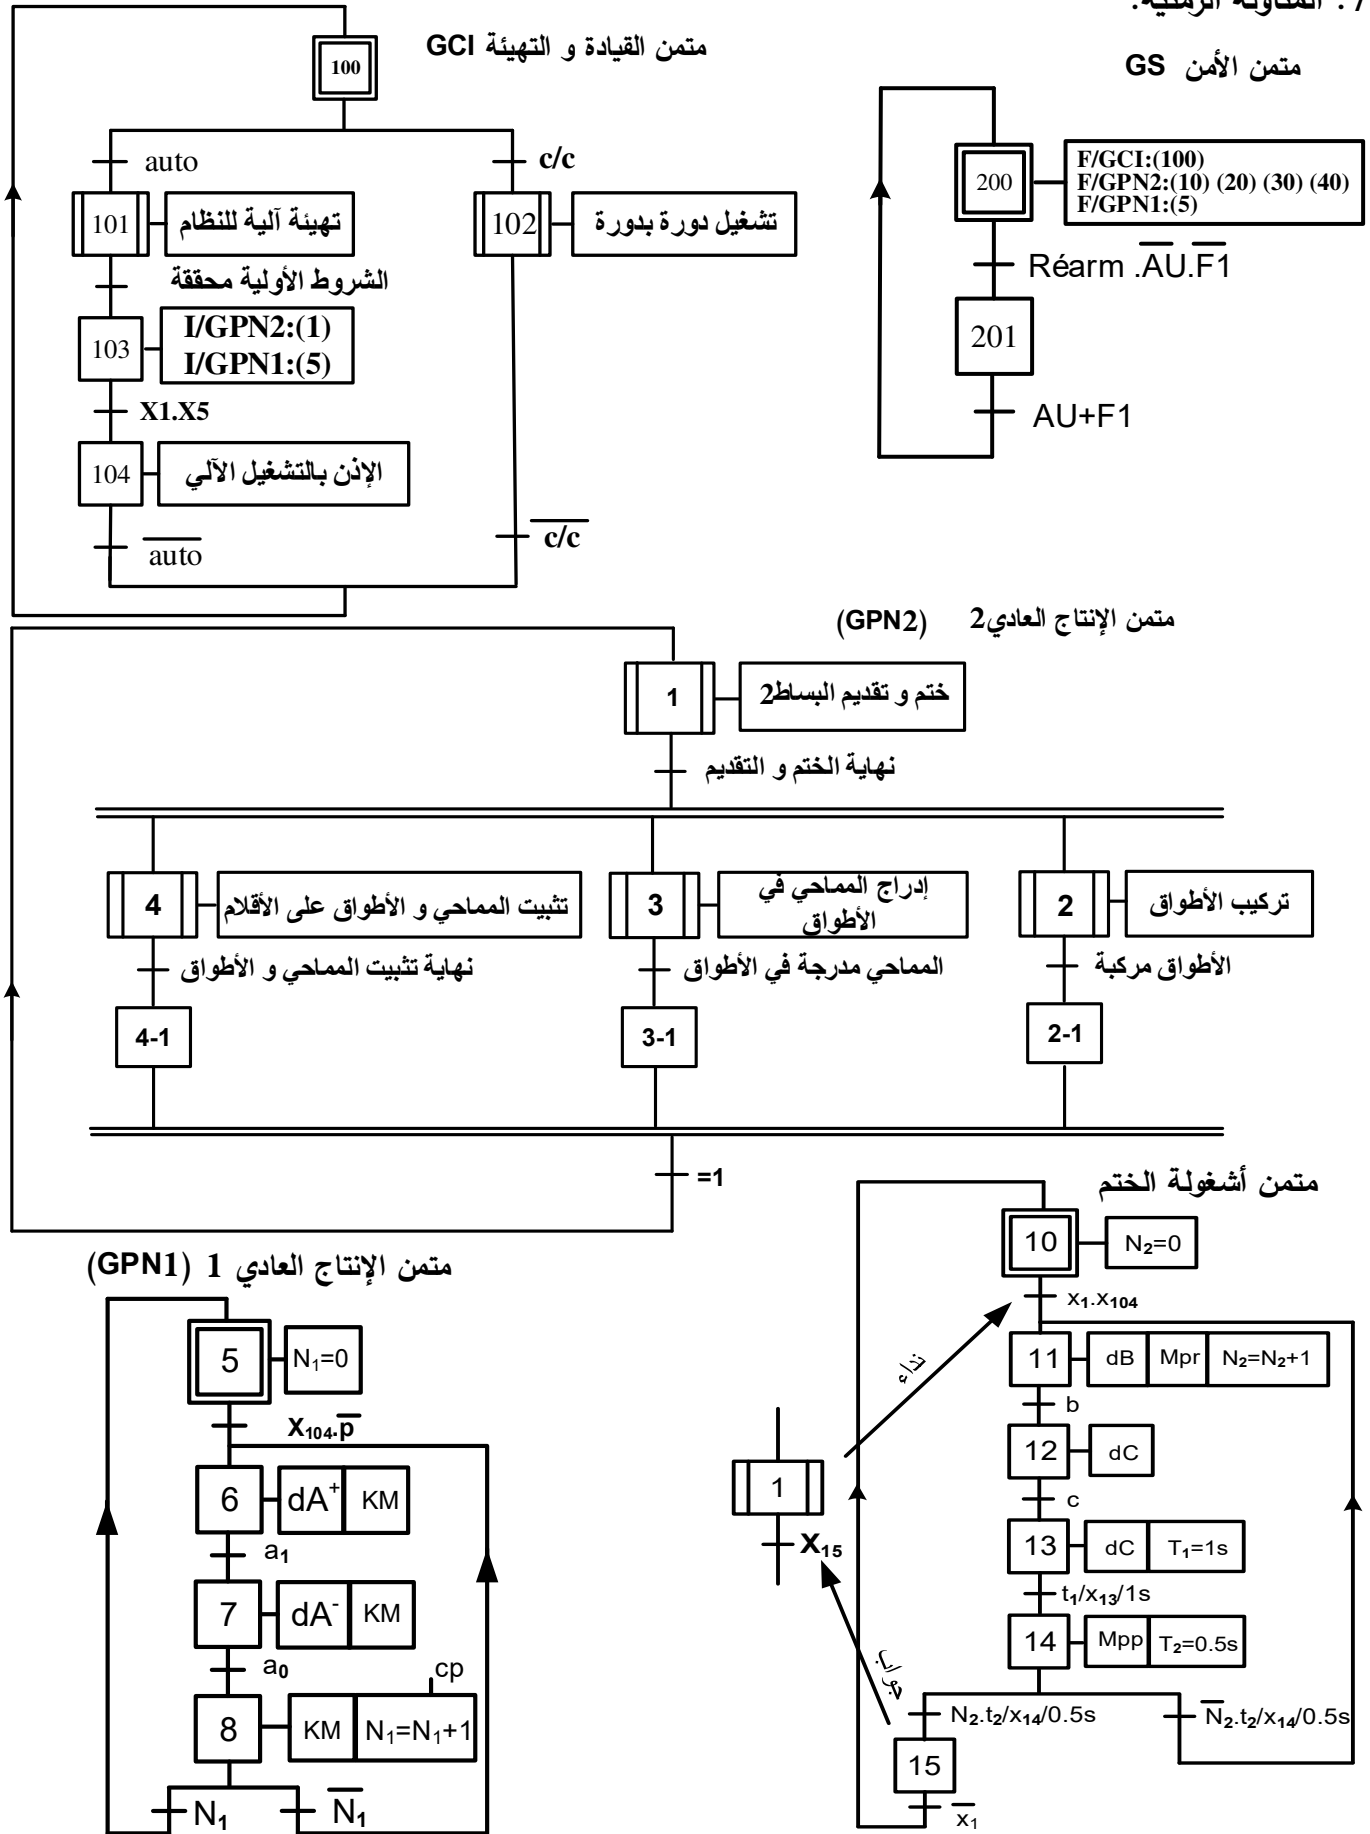 7. المناولة الزمنية:
متمن القيادة و التهيئة GCI
100
auto
c/c
101
تهيئة آلية للنظام
102
تشغيل دورة بدورة
الشروط الأولية محققة
103
I/GPN2:(1)
I/GPN1:(5)
X1.X5
104
الإذن بالتشغيل الآلي
a̅u̅t̅o̅
c̅/̅c̅
متمن الأمن GS
200
F/GCI:(100)
F/GPN2:(10) (20) (30) (40)
F/GPN1:(5)
Réarm .A̅U̅.F̅1̅
201
AU+F1
متمن الإنتاج العادي2 (GPN2)
1
ختم و تقديم البساط2
نهاية الختم و التقديم
4
تثبيت المماحي و الأطواق على الأقلام
3
إدراج المماحي في
الأطواق
2
تركيب الأطواق
نهاية تثبيت المماحي و الأطواق
المماحي مدرجة في الأطواق
الأطواق مركبة
4-1
3-1
2-1
=1
متمن الإنتاج العادي 1 (GPN1)
5
N₁=0
X₁₀₄.p̅
6
dA⁺
KM
a₁
7
dA⁻
KM
a₀
cp
8
KM
N₁=N₁+1
N₁
N̅₁
متمن أشغولة الختم
10
N₂=0
x₁.x₁₀₄
نداء
11
dB
Mpr
N₂=N₂+1
b
12
dC
c
1
X₁₅
13
dC
T₁=1s
t₁/x₁₃/1s
14
Mpp
T₂=0.5s
جواب
N₂.t₂/x₁₄/0.5s
N̅₂.t₂/x₁₄/0.5s
15
x̅₁